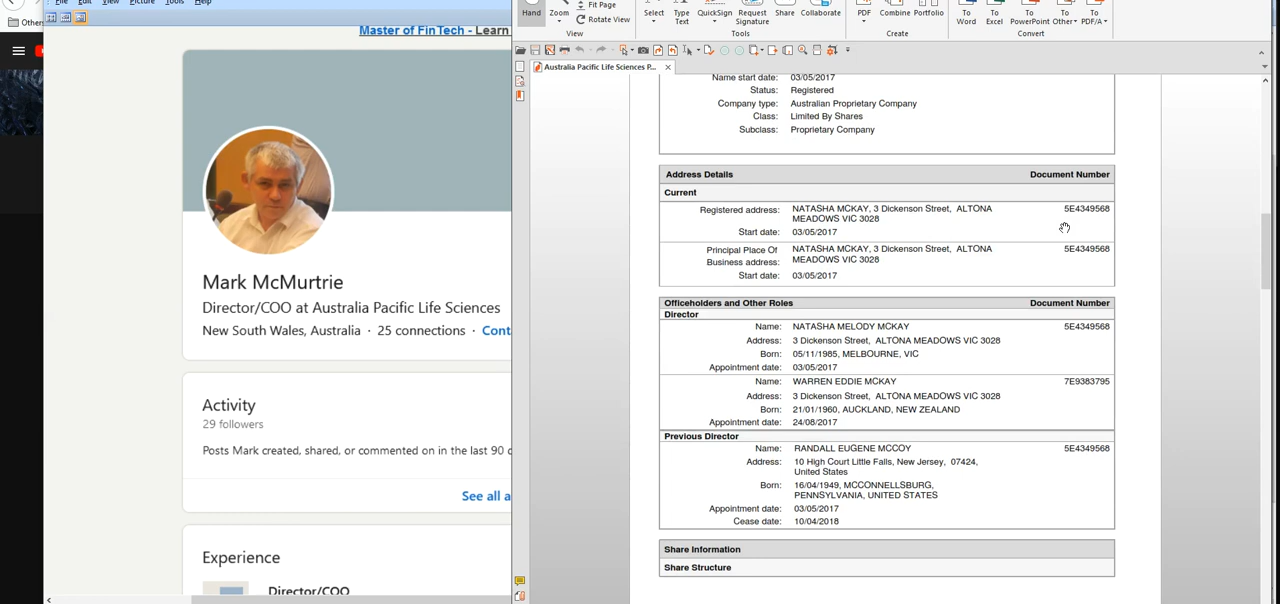 File Edit View Picture Tools Help
Other
Master of FinTech - Learn
Mark McMurtrie
Director/COO at Australia Pacific Life Sciences
New South Wales, Australia · 25 connections · Cont
Activity
29 followers
Posts Mark created, shared, or commented on in the last 90 d
See all a
Experience
Director/COO
Hand
Zoom
Fit Page
Rotate View
View
Select
Type Text
QuickSign
Request Signature
Share
Collaborate
Tools
PDF
Combine
Portfolio
Create
To Word
To Excel
To PowerPoint
To Other
To PDF/A
Convert
Australia Pacific Life Sciences P...
Name start date: 03/05/2017
Status: Registered
Company type: Australian Proprietary Company
Class: Limited By Shares
Subclass: Proprietary Company
Address Details Document Number
Current
Registered address: NATASHA MCKAY, 3 Dickenson Street, ALTONA 5E4349568
MEADOWS VIC 3028
Start date: 03/05/2017
Principal Place Of NATASHA MCKAY, 3 Dickenson Street, ALTONA 5E4349568
Business address: MEADOWS VIC 3028
Start date: 03/05/2017
Officeholders and Other Roles Document Number
Director
Name: NATASHA MELODY MCKAY 5E4349568
Address: 3 Dickenson Street, ALTONA MEADOWS VIC 3028
Born: 05/11/1985, MELBOURNE, VIC
Appointment date: 03/05/2017
Name: WARREN EDDIE MCKAY 7E9383795
Address: 3 Dickenson Street, ALTONA MEADOWS VIC 3028
Born: 21/01/1960, AUCKLAND, NEW ZEALAND
Appointment date: 24/08/2017
Previous Director
Name: RANDALL EUGENE MCCOY 5E4349568
Address: 10 High Court Little Falls, New Jersey, 07424,
United States
Born: 16/04/1949, MCCONNELLSBURG,
PENNSYLVANIA, UNITED STATES
Appointment date: 03/05/2017
Cease date: 10/04/2018
Share Information
Share Structure